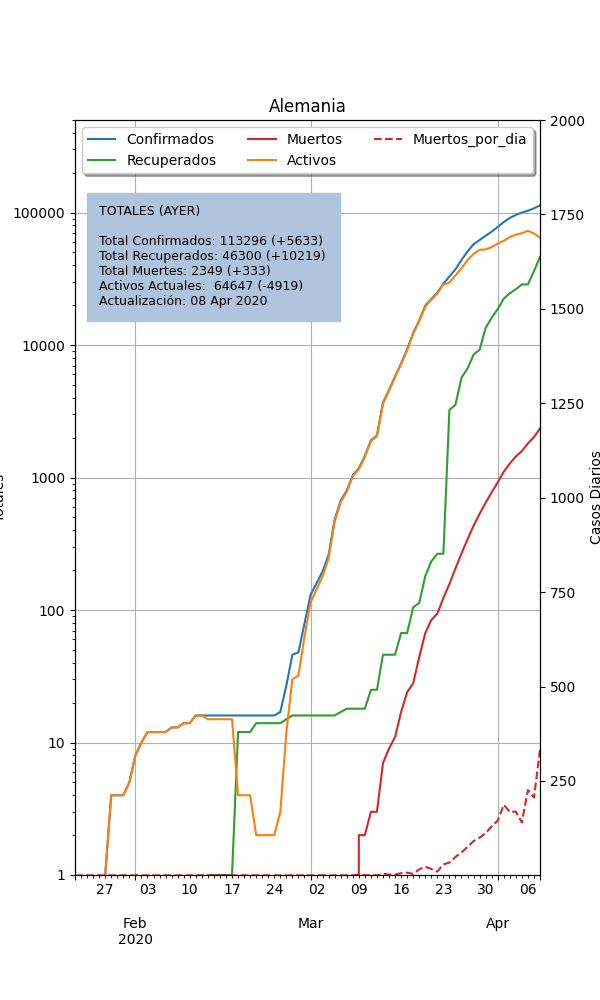 Alemania
Confirmados
Muertos
Muertos_por_dia
Recuperados
Activos
TOTALES (AYER)
Total Confirmados: 113296 (+5633)
Total Recuperados: 46300 (+10219)
Total Muertes: 2349 (+333)
Activos Actuales:  64647 (-4919)
Actualización: 08 Apr 2020
100000
10000
1000
100
10
1
2000
1750
1500
1250
1000
750
500
250
Casos Diarios
27 03 10 17 24 02 09 16 23 30 06
Feb Mar Apr
2020